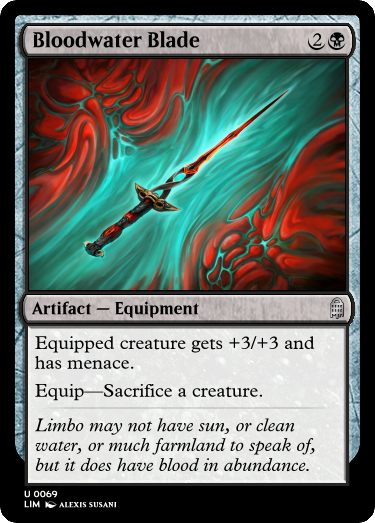 Bloodwater Blade 2
Artifact — Equipment
Equipped creature gets +3/+3 and
has menace.
Equip—Sacrifice a creature.
Limbo may not have sun, or clean
water, or much farmland to speak of,
but it does have blood in abundance.
U 0069
LIM ALEXIS SUSANI